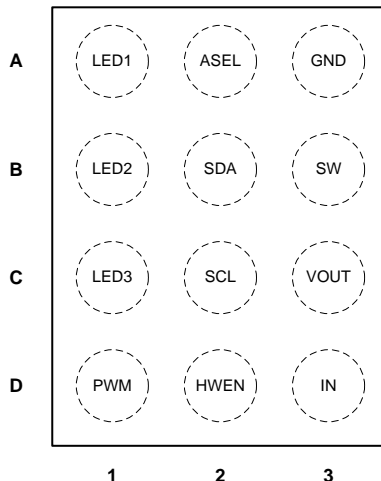 A LED1 ASEL GND
B LED2 SDA SW
C LED3 SCL VOUT
D PWM HWEN IN
1 2 3